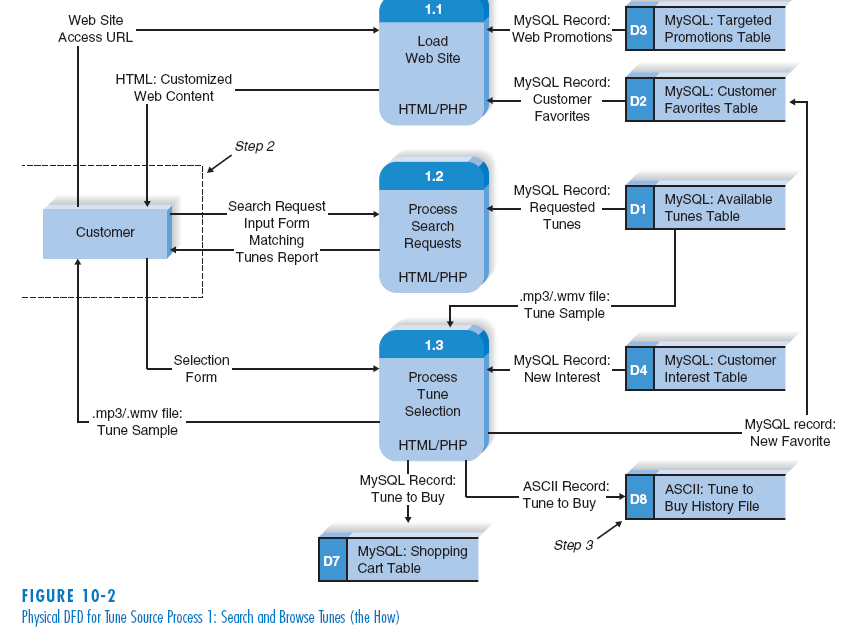 Web Site
Access URL
1.1
Load
Web Site
HTML/PHP
MySQL Record:
Web Promotions
D3
MySQL: Targeted
Promotions Table
HTML: Customized
Web Content
MySQL Record:
Customer
Favorites
D2
MySQL: Customer
Favorites Table
Step 2
Customer
Search Request
Input Form
Matching
Tunes Report
1.2
Process
Search
Requests
HTML/PHP
MySQL Record:
Requested
Tunes
D1
MySQL: Available
Tunes Table
.mp3/.wmv file:
Tune Sample
Selection
Form
1.3
Process
Tune
Selection
HTML/PHP
MySQL Record:
New Interest
D4
MySQL: Customer
Interest Table
.mp3/.wmv file:
Tune Sample
MySQL record:
New Favorite
MySQL Record:
Tune to Buy
ASCII Record:
Tune to Buy
D8
ASCII: Tune to
Buy History File
Step 3
D7
MySQL: Shopping
Cart Table
FIGURE 10-2
Physical DFD for Tune Source Process 1: Search and Browse Tunes (the How)